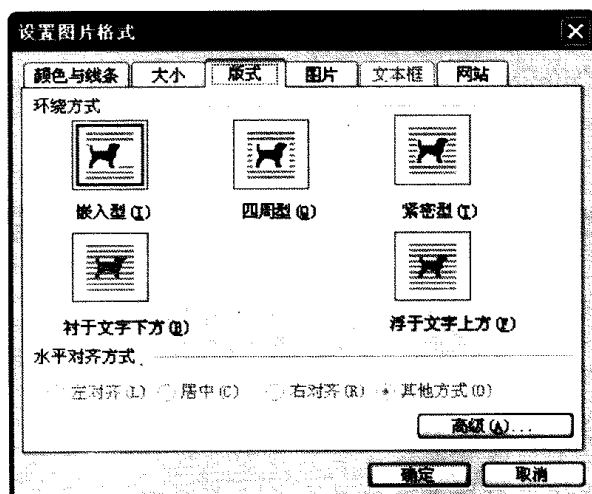 设置图片格式
颜色与线条 大小 版式 图片 文本框 网站
环绕方式
嵌入型(I) 四周型(Q) 紧密型(T)
衬于文字下方(B) 浮于文字上方(F)
水平对齐方式
左对齐(L) 居中(C) 右对齐(R) 其他方式(O)
高级(A)...
确定 取消